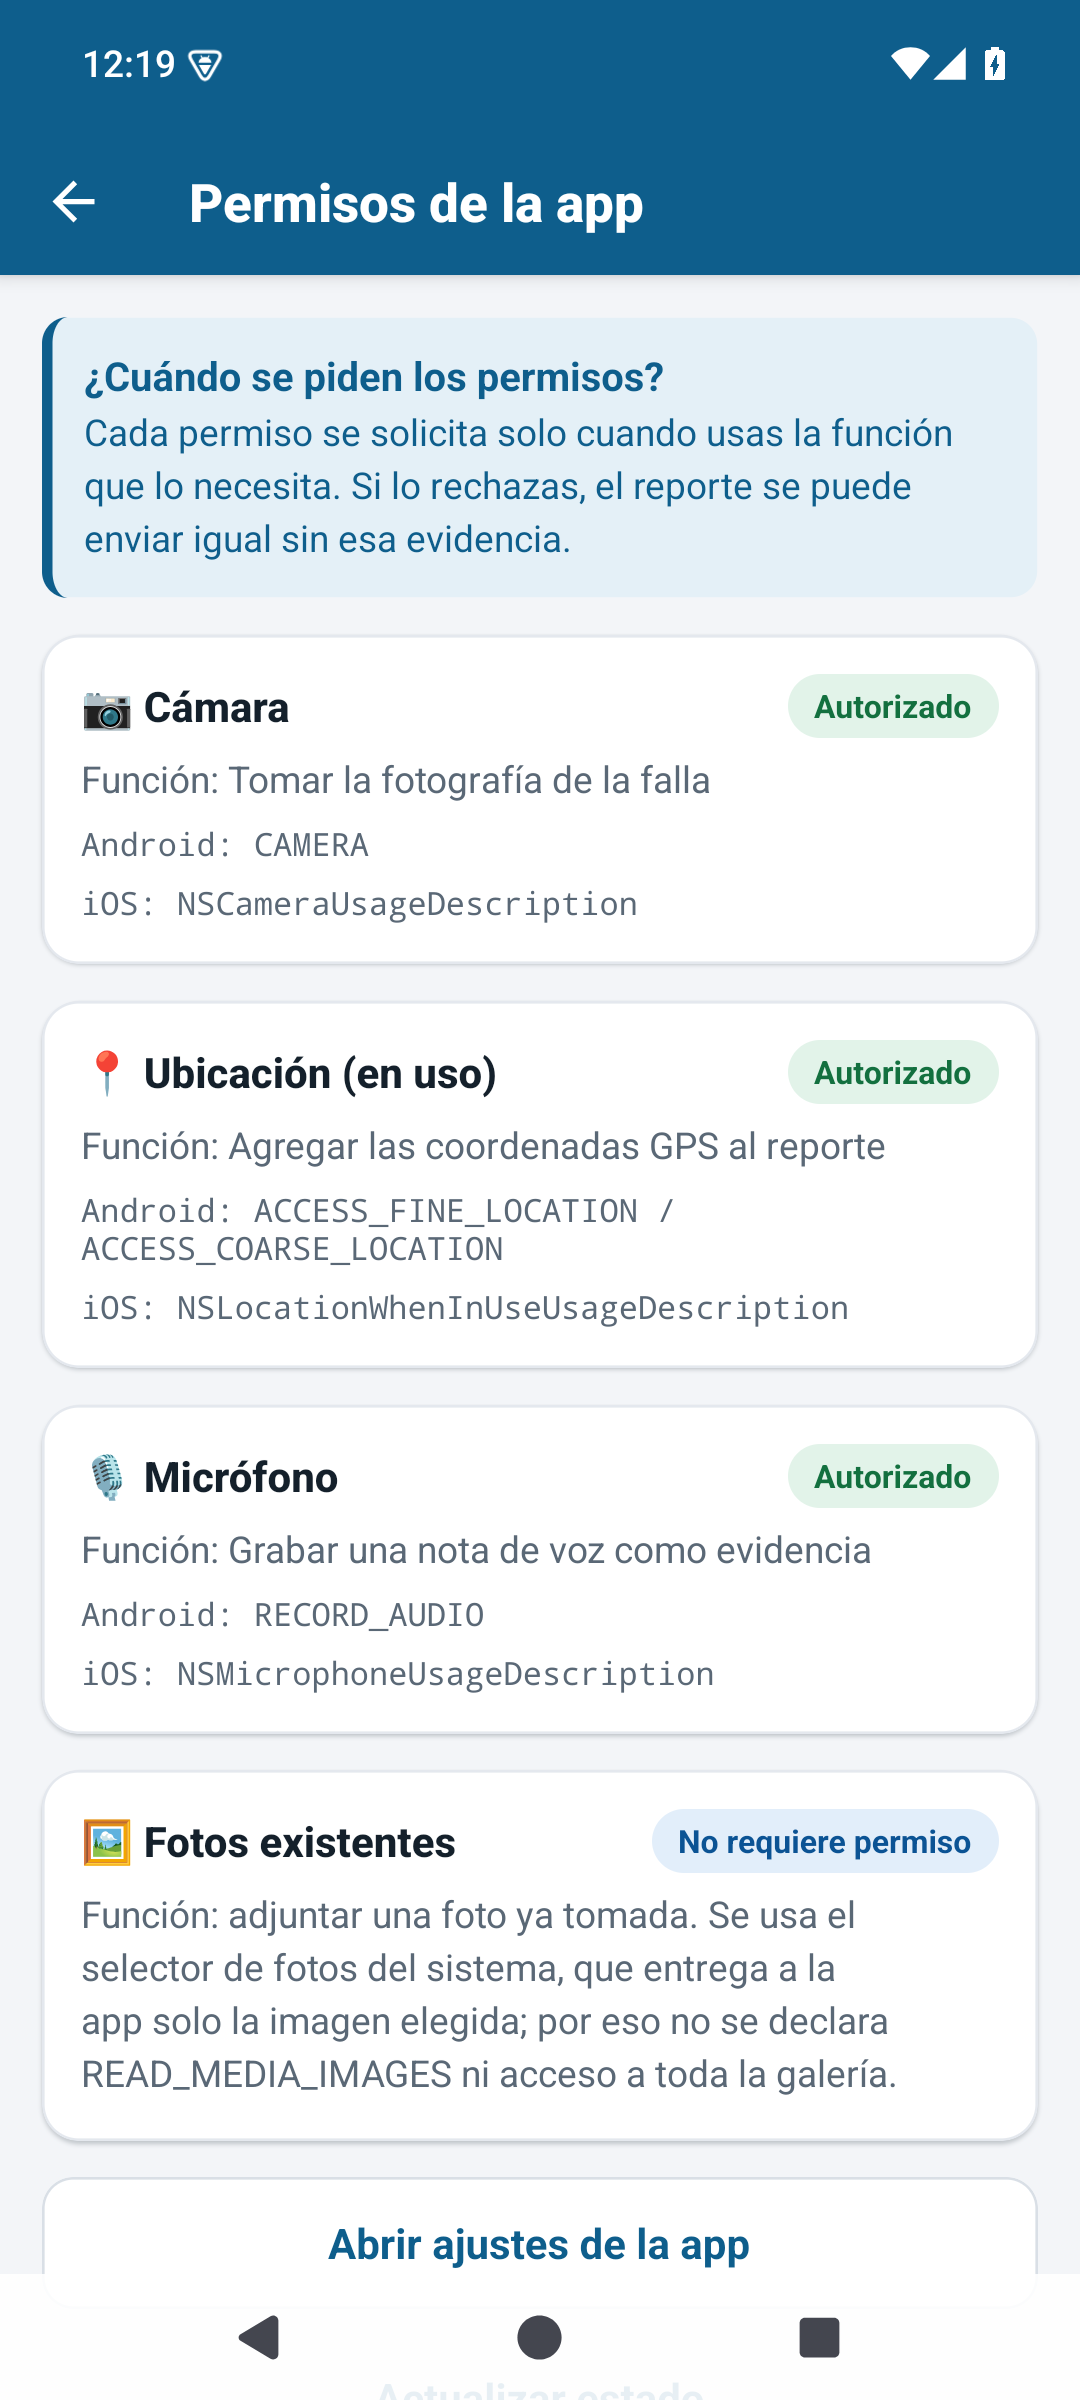 12:19
Permisos de la app
¿Cuándo se piden los permisos?
Cada permiso se solicita solo cuando usas la función
que lo necesita. Si lo rechazas, el reporte se puede
enviar igual sin esa evidencia.
Cámara
Autorizado
Función: Tomar la fotografía de la falla
Android: CAMERA
iOS: NSCameraUsageDescription
Ubicación (en uso)
Autorizado
Función: Agregar las coordenadas GPS al reporte
Android: ACCESS_FINE_LOCATION /
ACCESS_COARSE_LOCATION
iOS: NSLocationWhenInUseUsageDescription
Micrófono
Autorizado
Función: Grabar una nota de voz como evidencia
Android: RECORD_AUDIO
iOS: NSMicrophoneUsageDescription
Fotos existentes
No requiere permiso
Función: adjuntar una foto ya tomada. Se usa el
selector de fotos del sistema, que entrega a la
app solo la imagen elegida; por eso no se declara
READ_MEDIA_IMAGES ni acceso a toda la galería.
Abrir ajustes de la app
Actualizar estado